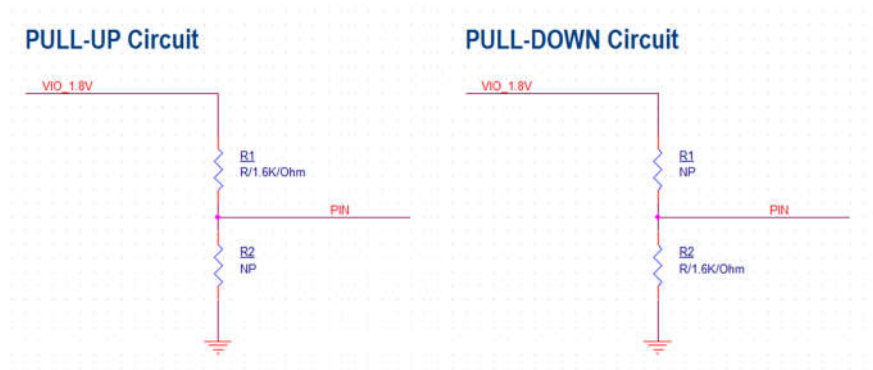 PULL-UP Circuit
VIO_1.8V
R1
R/1.6K/Ohm
PIN
R2
NP
PULL-DOWN Circuit
VIO_1.8V
R1
NP
PIN
R2
R/1.6K/Ohm